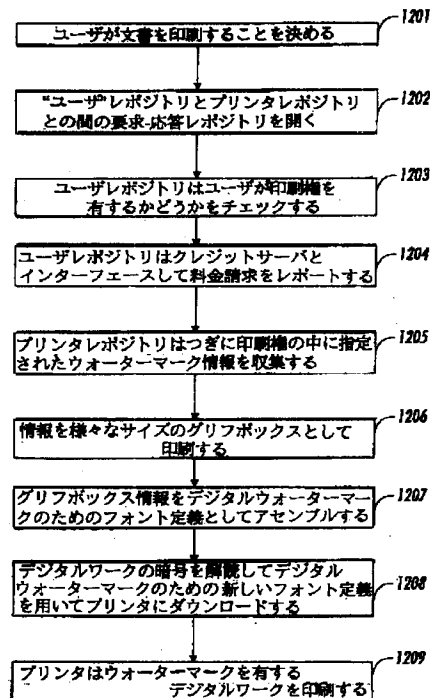 1201
ユーザが文書を印刷することを決める
1202
“ユーザ”レポジトリとプリンタレポジトリ
との間の要求-応答レポジトリを開く
1203
ユーザレポジトリはユーザが印刷権を
有するかどうかをチェックする
1204
ユーザレポジトリはクレジットサーバと
インターフェースして料金請求をレポートする
1205
プリンタレポジトリはつぎに印刷権の中に指定
されたウォーターマーク情報を収集する
1206
情報を様々なサイズのグリフボックスとして
印刷する
1207
グリフボックス情報をデジタルウォーターマー
クのためのフォント定義としてアセンブルする
1208
デジタルワークの暗号を解読してデジタル
ウォーターマークのための新しいフォント定義
を用いてプリンタにダウンロードする
1209
プリンタはウォーターマークを有する
デジタルワークを印刷する